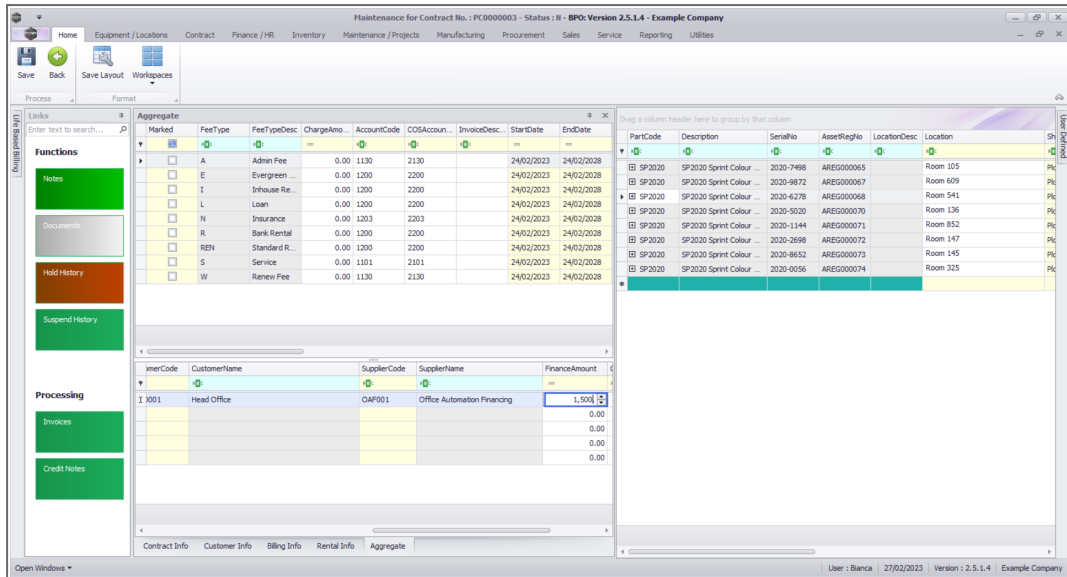 Maintenance for Contract No. : PC0000003 - Status : N - BPO: Version 2.5.1.4 - Example Company
Home Equipment / Locations Contract Finance / HR Inventory Maintenance / Projects Manufacturing Procurement Sales Service Reporting Utilities
Save Back Save Layout Workspaces
Process Format
Life Based Billing
Links
Enter text to search...
Functions
Notes
Documents
Hold History
Suspend History
Processing
Invoices
Credit Notes
Aggregate
Marked FeeType FeeTypeDesc ChargeAmo... AccountCode COSAccoun... InvoiceDesc... StartDate EndDate
A Admin Fee 0.00 1130 2130 24/02/2023 24/02/2028
E Evergreen ... 0.00 1200 2200 24/02/2023 24/02/2028
I Inhouse Re... 0.00 1200 2200 24/02/2023 24/02/2028
L Loan 0.00 1200 2200 24/02/2023 24/02/2028
N Insurance 0.00 1203 2203 24/02/2023 24/02/2028
R Bank Rental 0.00 1200 2200 24/02/2023 24/02/2028
REN Standard R... 0.00 1200 2200 24/02/2023 24/02/2028
S Service 0.00 1101 2101 24/02/2023 24/02/2028
W Renew Fee 0.00 1130 2130 24/02/2023 24/02/2028
merCode CustomerName SupplierCode SupplierName FinanceAmount
0001 Head Office OAF001 Office Automation Financing 1,500
0.00
0.00
0.00
0.00
Contract Info Customer Info Billing Info Rental Info Aggregate
Drag a column header here to group by that column
PartCode Description SerialNo AssetRegNo LocationDesc Location Sh
SP2020 SP2020 Sprint Colour ... 2020-7498 AREG000065 Room 105 Plo
SP2020 SP2020 Sprint Colour ... 2020-9872 AREG000067 Room 609 Plo
SP2020 SP2020 Sprint Colour ... 2020-6278 AREG000068 Room 541 Plo
SP2020 SP2020 Sprint Colour ... 2020-5020 AREG000070 Room 136 Plo
SP2020 SP2020 Sprint Colour ... 2020-1144 AREG000071 Room 852 Plo
SP2020 SP2020 Sprint Colour ... 2020-2698 AREG000072 Room 147 Plo
SP2020 SP2020 Sprint Colour ... 2020-8652 AREG000073 Room 145 Plo
SP2020 SP2020 Sprint Colour ... 2020-0056 AREG000074 Room 325 Plo
User Defined
Open Windows User : Bianca 27/02/2023 Version : 2.5.1.4 Example Company